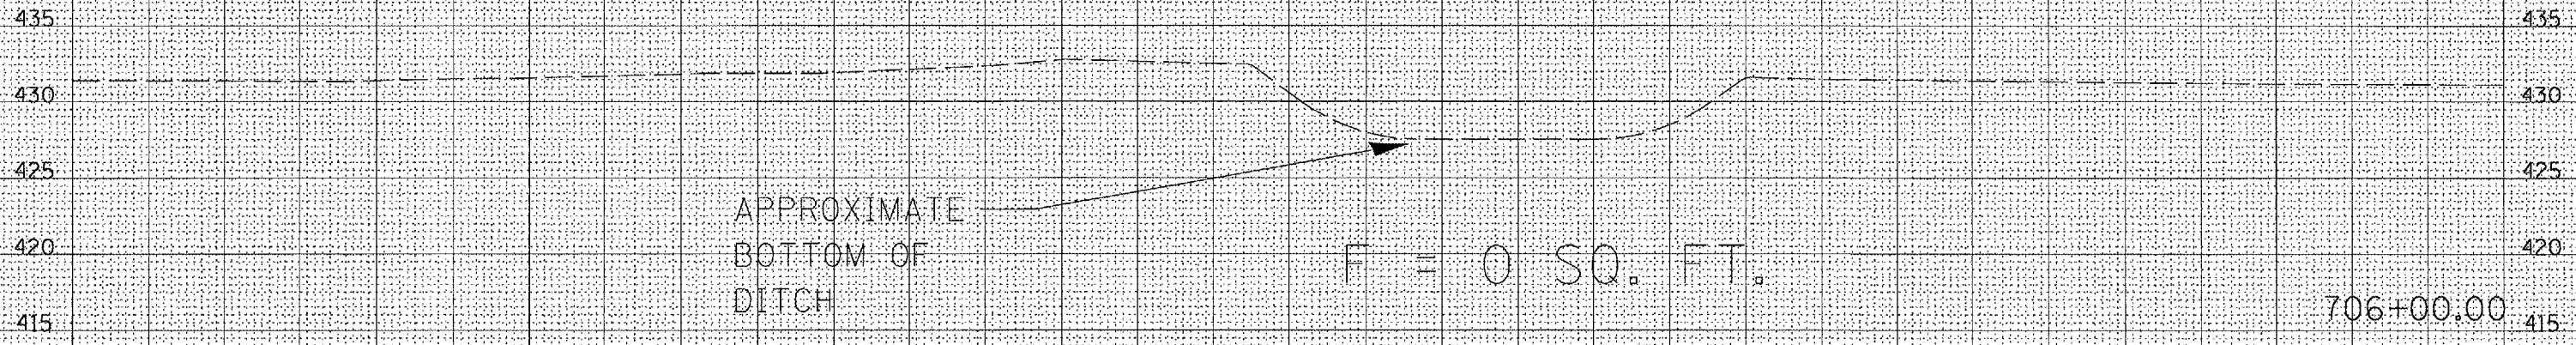 435 435
430 430
425 425
APPROXIMATE
BOTTOM OF
DITCH
420 420
F = 0 SQ. FT.
706+00.00
415 415